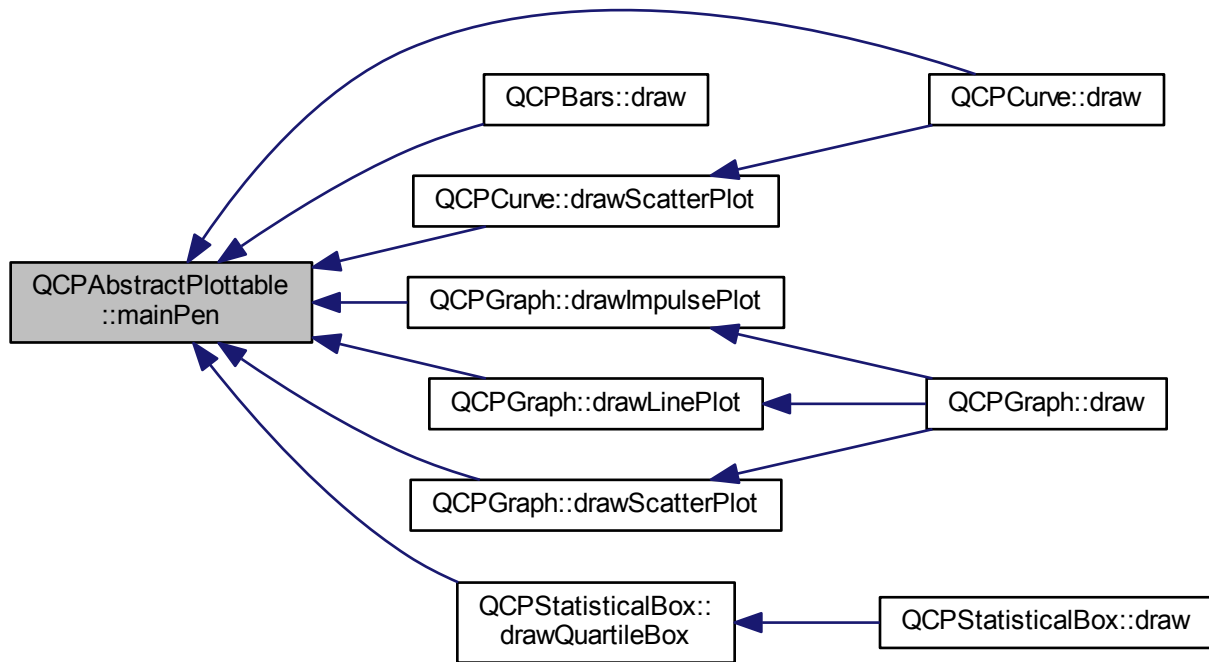 QCPBars::draw
QCPCurve::draw
QCPCurve::drawScatterPlot
QCPAbstractPlottable
::mainPen
QCPGraph::drawImpulsePlot
QCPGraph::drawLinePlot
QCPGraph::draw
QCPGraph::drawScatterPlot
QCPStatisticalBox::
drawQuartileBox
QCPStatisticalBox::draw